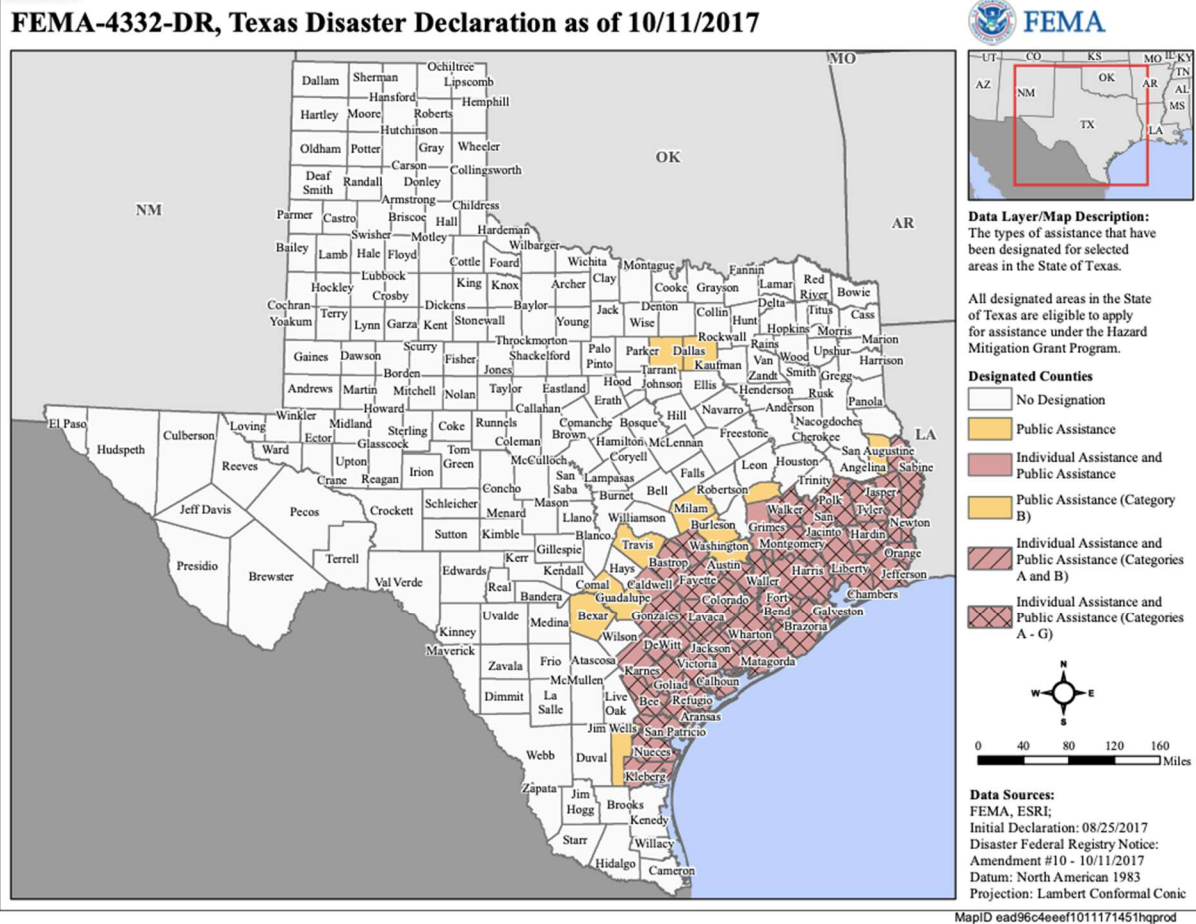 FEMA-4332-DR, Texas Disaster Declaration as of 10/11/2017
FEMA
MO
UT CO KS MO IL KY
TN
AZ NM OK AR AL
MS
TX LA
Ochiltree
Dallam Sherman Lipscomb
Hansford Hemphill
Hartley Moore Roberts
Hutchinson
OK
Oldham Potter Gray Wheeler
Carson Collingsworth
Deaf
Smith Randall Donley
Armstrong
NM
Parmer Castro Briscoe Hall Childress
AR
Swisher Motley Hardeman
Bailey Lamb Hale Floyd Cottle Foard Wilbarger
Wichita Montague Fannin
Lubbock King Knox Archer Clay Cooke Grayson Lamar Red
River Bowie
Hockley Crosby
Cochran Dickens Baylor Jack Denton Collin Delta Titus Cass
Yoakum Terry Lynn Garza Kent Stonewall Young Wise Hunt Hopkins Morris
Throckmorton Rockwall Rains Marion
Gaines Dawson Scurry Fisher Shackelford Palo
Pinto Parker Dallas Van
Zandt Wood Upshur Harrison
Borden Jones Tarrant Kaufman Smith Gregg
Andrews Martin Mitchell Nolan Taylor Eastland Hood Johnson Ellis Henderson Rusk Panola
Howard Callahan Erath Hill Navarro Anderson
El Paso Loving Winkler Midland Sterling Coke Runnels Comanche Bosque Nacogdoches
Hudspeth Culberson Ector Glasscock Coleman Brown Hamilton McLennan Freestone Cherokee LA
Ward Upton Tom
Green McCulloch Coryell San Augustine
Reeves Crane Reagan Irion San
Saba Lampasas Falls Leon Houston Angelina Sabine
Trinity
Jeff Davis Pecos Crockett Schleicher Concho Mason Burnet Bell Robertson Polk Jasper
Menard Llano Williamson Milam Walker San
Jacinto Tyler Newton
Sutton Kimble Blanco Burleson Grimes Hardin
Presidio Terrell Gillespie Travis Washington Montgomery Orange
Kerr Hays Bastrop Austin Harris Liberty Jefferson
Brewster Val Verde Edwards Real Kendall Comal Caldwell Fayette Waller Chambers
Bandera Guadalupe Colorado Fort
Bend Galveston
Uvalde Medina Bexar Gonzales Lavaca Brazoria
Kinney Wilson DeWitt Wharton
Maverick Zavala Frio Atascosa Karnes Jackson Matagorda
McMullen Goliad Victoria Calhoun
Dimmit La
Salle Live
Oak Bee Refugio
Aransas
Jim Wells San Patricio
Webb Duval Nueces
Kleberg
Zapata Jim
Hogg Brooks Kenedy
Starr Willacy
Hidalgo Cameron
Data Layer/Map Description:
The types of assistance that have
been designated for selected
areas in the State of Texas.
All designated areas in the State
of Texas are eligible to apply
for assistance under the Hazard
Mitigation Grant Program.
Designated Counties
No Designation
Public Assistance
Individual Assistance and
Public Assistance
Public Assistance (Category
B)
Individual Assistance and
Public Assistance (Categories
A and B)
Individual Assistance and
Public Assistance (Categories
A - G)
N
W E
S
0 40 80 120 160
Miles
Data Sources:
FEMA, ESRI;
Initial Declaration: 08/25/2017
Disaster Federal Registry Notice:
Amendment #10 - 10/11/2017
Datum: North American 1983
Projection: Lambert Conformal Conic
MapID ead96c4eeef1011171451hqprod